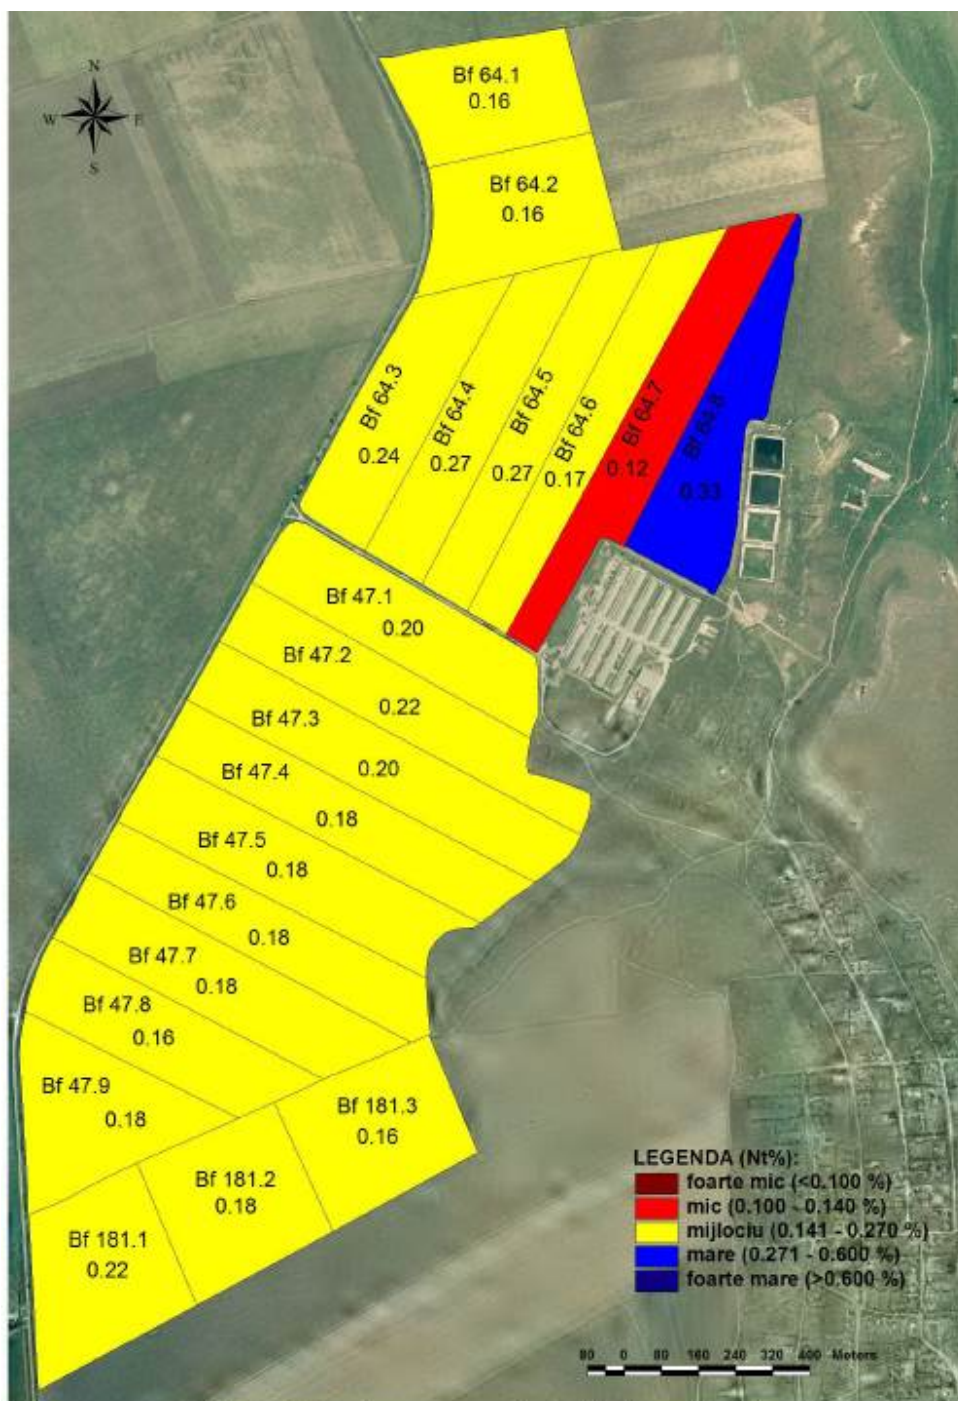 N
W E
S
Bf 64.1
0.16
Bf 64.2
0.16
Bf 64.3
0.24
Bf 64.4
0.27
Bf 64.5
0.27
Bf 64.6
0.17
Bf 64.7
0.12
Bf 64.8
0.33
Bf 47.1
0.20
Bf 47.2
0.22
Bf 47.3
0.20
Bf 47.4
0.18
Bf 47.5
0.18
Bf 47.6
0.18
Bf 47.7
0.18
Bf 47.8
0.16
Bf 47.9
0.18
Bf 181.3
0.16
Bf 181.2
0.18
Bf 181.1
0.22
LEGENDA (Nt%):
foarte mic (<0.100 %)
mic (0.100 - 0.140 %)
mijlociu (0.141 - 0.270 %)
mare (0.271 - 0.600 %)
foarte mare (>0.600 %)
80 0 80 160 240 320 400 Meters